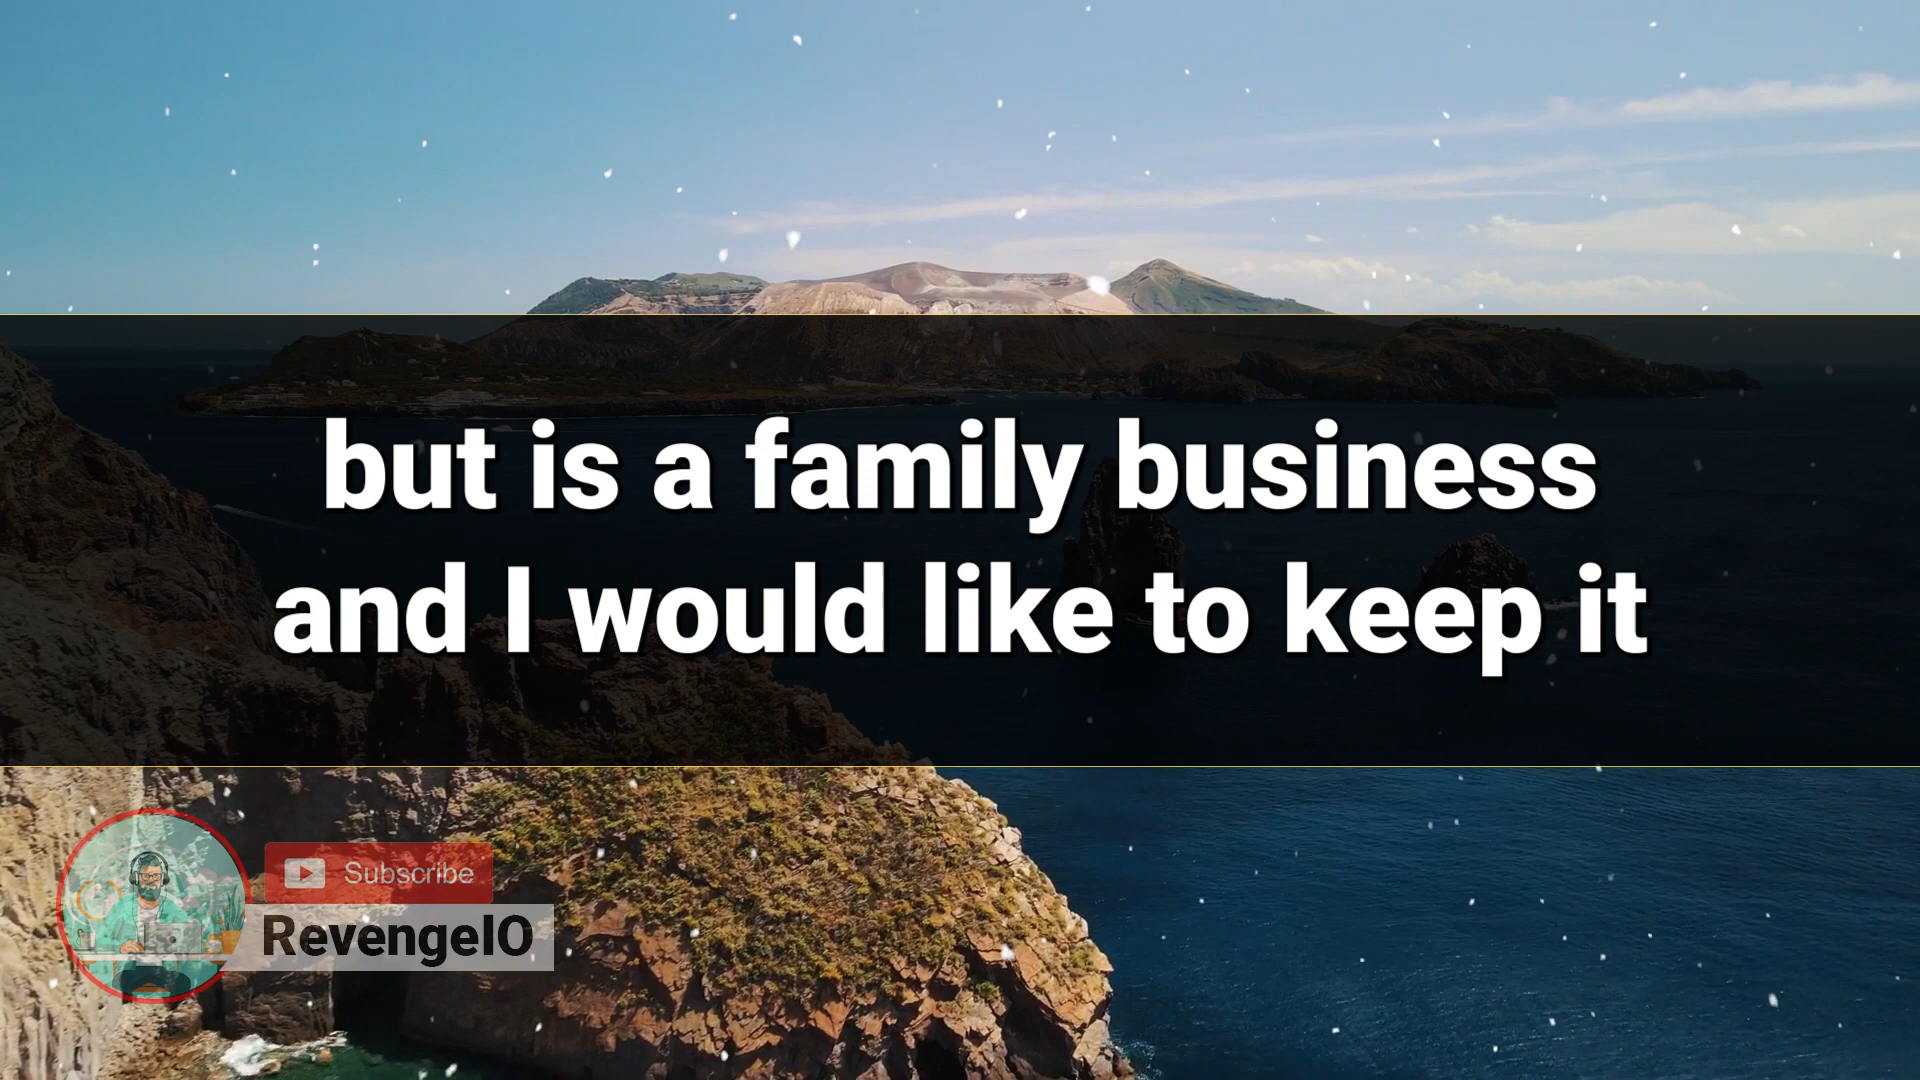 but is a family business
and I would like to keep it
Subscribe
RevengeIO